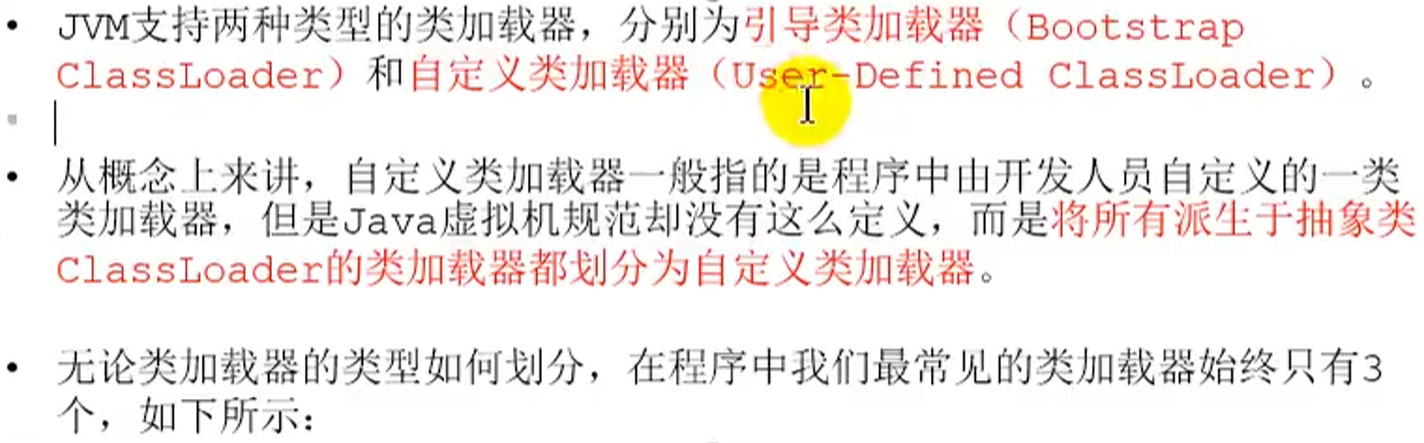 • JVM支持两种类型的类加载器，分别为引导类加载器（Bootstrap
ClassLoader）和自定义类加载器（User-Defined ClassLoader）。
• 从概念上来讲，自定义类加载器一般指的是程序中由开发人员自定义的一类
类加载器，但是Java虚拟机规范却没有这么定义，而是将所有派生于抽象类
ClassLoader的类加载器都划分为自定义类加载器。
• 无论类加载器的类型如何划分，在程序中我们最常见的类加载器始终只有3
个，如下所示：